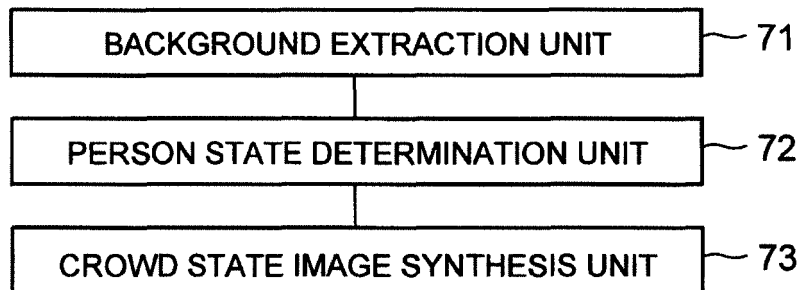 BACKGROUND EXTRACTION UNIT 71
PERSON STATE DETERMINATION UNIT 72
CROWD STATE IMAGE SYNTHESIS UNIT 73